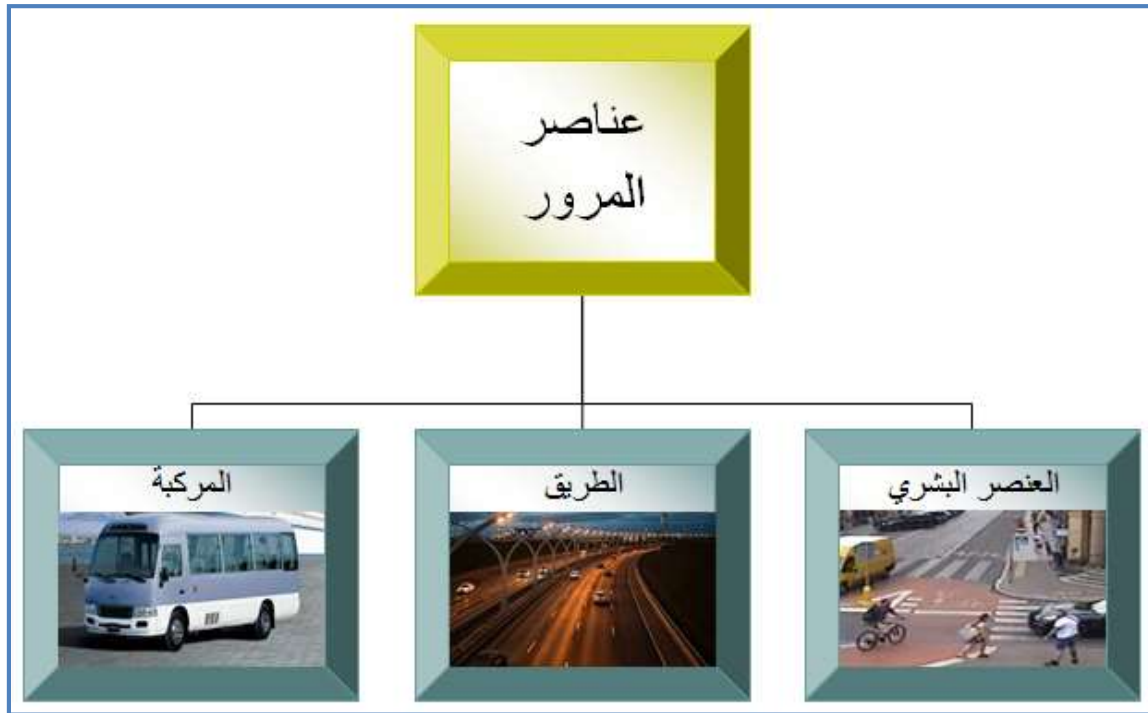 عناصر
المرور
العنصر البشري
الطريق
المركبة